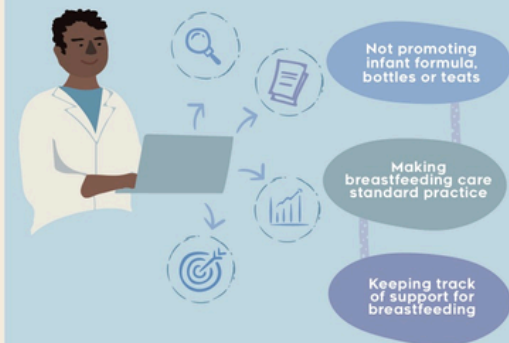 Not promoting
infant formula,
bottles or teats
Making
breastfeeding care
standard practice
Keeping track
of support for
breastfeeding